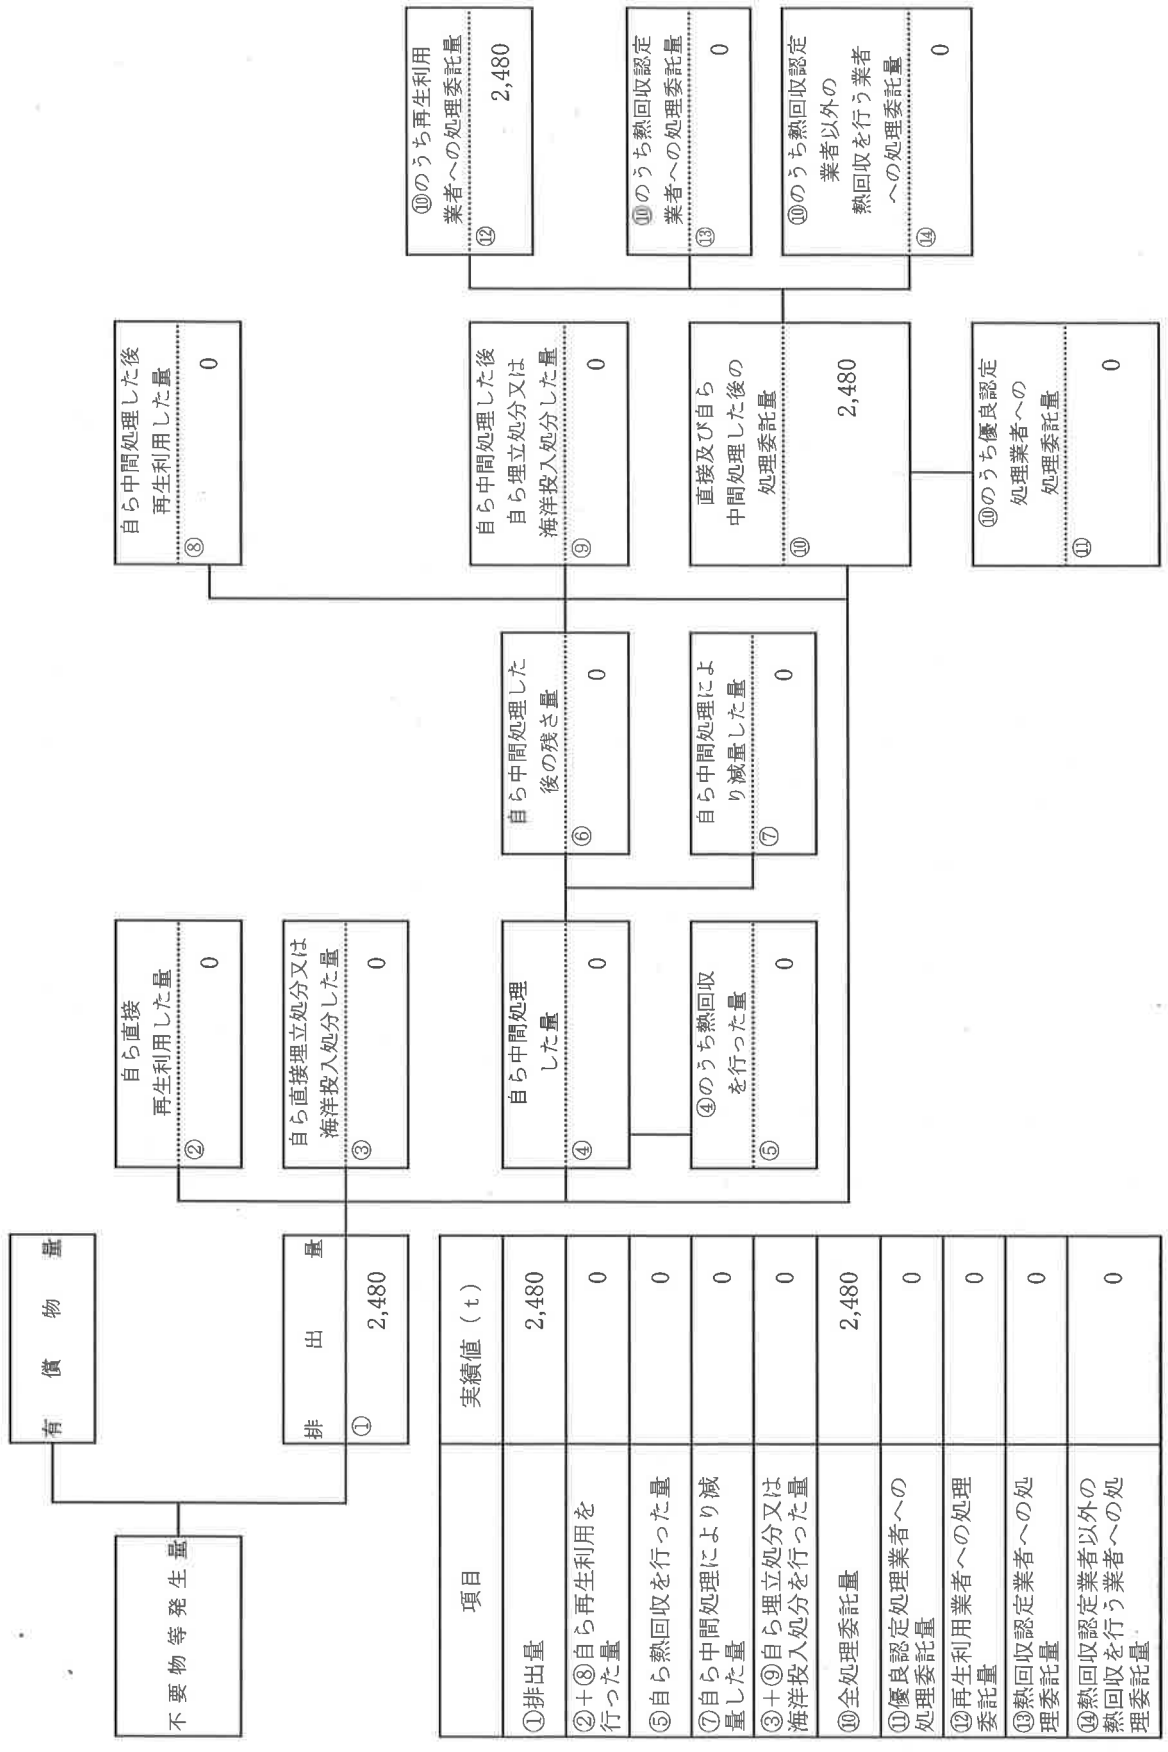 不要物等発生量
有償物量
排出量
①
2,480
自ら直接
再生利用した量
②
0
自ら直接埋立処分又は
海洋投入処分した量
③
0
自ら中間処理
した量
④
0
④のうち熱回収
を行った量
⑤
0
自ら中間処理した
後の残さ量
⑥
0
自ら中間処理によ
り減量した量
⑦
0
自ら中間処理した後
再生利用した量
⑧
0
自ら中間処理した後
自ら埋立処分又は
海洋投入処分した量
⑨
0
直接及び自ら
中間処理した後の
処理委託量
⑩
2,480
⑩のうち優良認定
処理業者への
処理委託量
⑪
0
⑩のうち再生利用
業者への処理委託量
⑫
2,480
⑩のうち熱回収認定
業者への処理委託量
⑬
0
⑩のうち熱回収認定
業者以外の
熱回収を行う業者
への処理委託量
⑭
0
項目 実績値（ｔ）
①排出量 2,480
②＋⑧自ら再生利用を
行った量 0
⑤自ら熱回収を行った量 0
⑦自ら中間処理により減
量した量 0
③＋⑨自ら埋立処分又は
海洋投入処分を行った量 0
⑩全処理委託量 2,480
⑪優良認定処理業者への
処理委託量 0
⑫再生利用業者への処理
委託量 0
⑬熱回収認定業者への処
理委託量 0
⑭熱回収認定業者以外の
熱回収を行う業者への処
理委託量 0